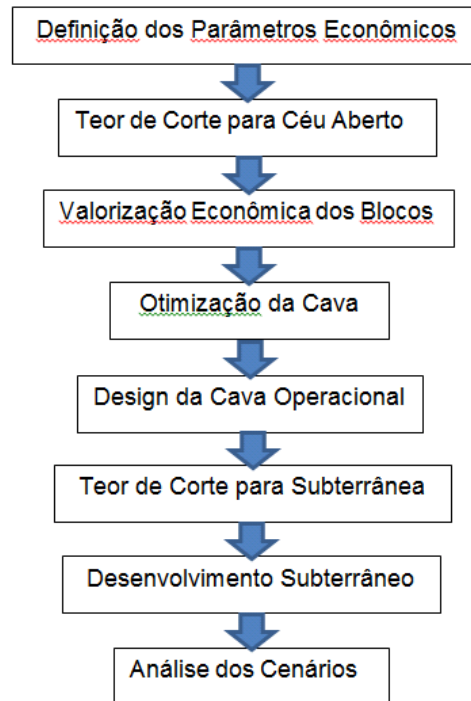 Definição dos Parâmetros Econômicos
Teor de Corte para Céu Aberto
Valorização Econômica dos Blocos
Otimização da Cava
Design da Cava Operacional
Teor de Corte para Subterrânea
Desenvolvimento Subterrâneo
Análise dos Cenários